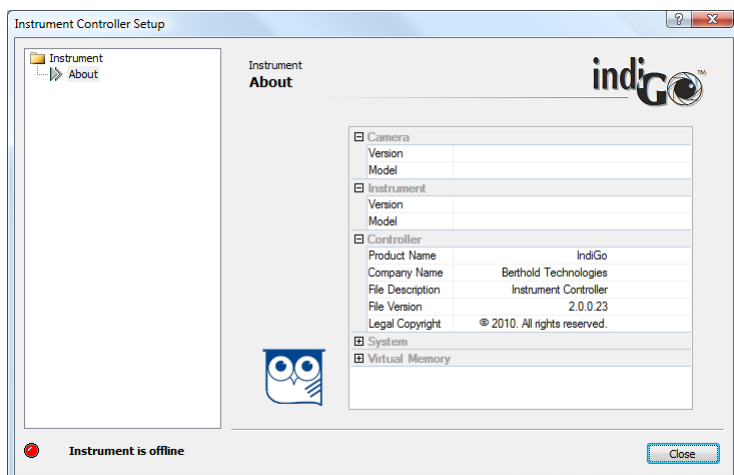 Instrument Controller Setup
Instrument
About
Instrument
About
indiGo™
Camera
Version
Model
Instrument
Version
Model
Controller
Product Name IndiGo
Company Name Berthold Technologies
File Description Instrument Controller
File Version 2.0.0.23
Legal Copyright © 2010. All rights reserved.
System
Virtual Memory
Instrument is offline
Close